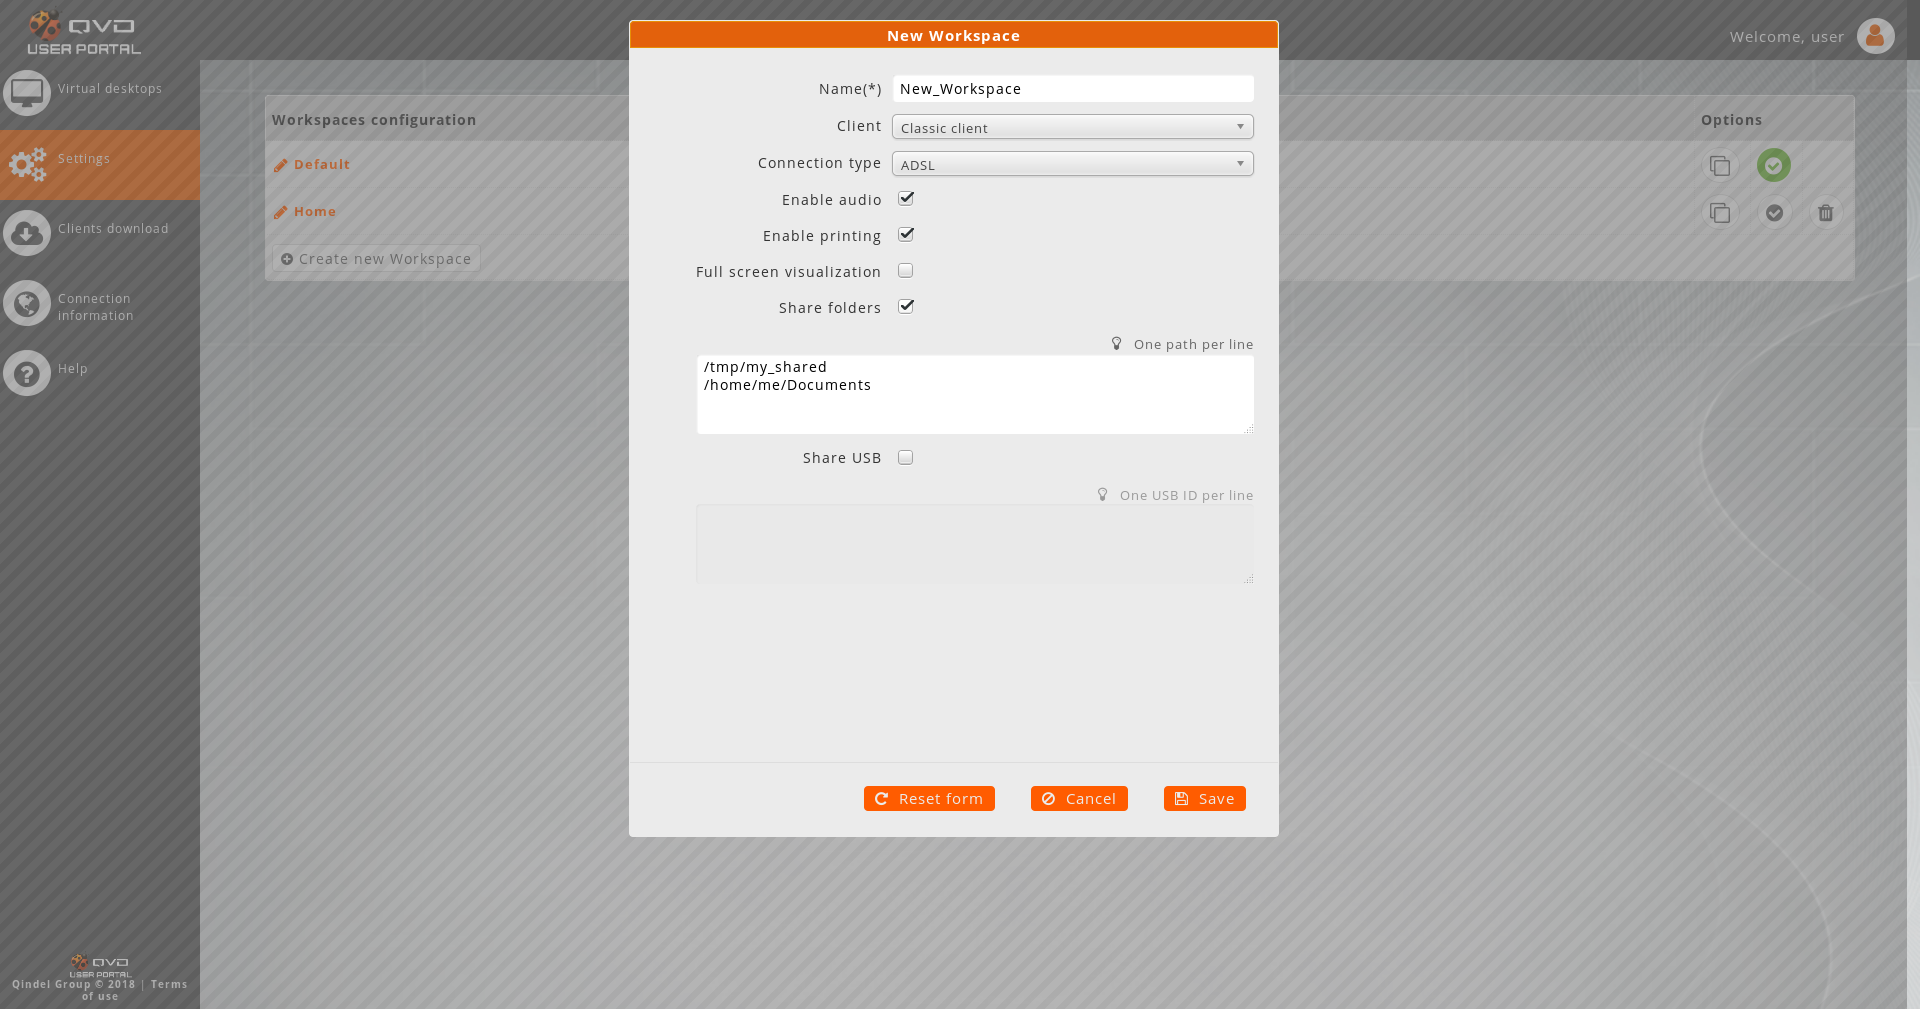 QVD
USER PORTAL
Welcome, user
Virtual desktops
Settings
Clients download
Connection
information
Help
Workspaces configuration
Options
Default
Home
Create new Workspace
New Workspace
Name(*)
New_Workspace
Client
Classic client
Connection type
ADSL
Enable audio
Enable printing
Full screen visualization
Share folders
One path per line
/tmp/my_shared
/home/me/Documents
Share USB
One USB ID per line
Reset form
Cancel
Save
QVD
USER PORTAL
Qindel Group © 2018 | Terms
of use